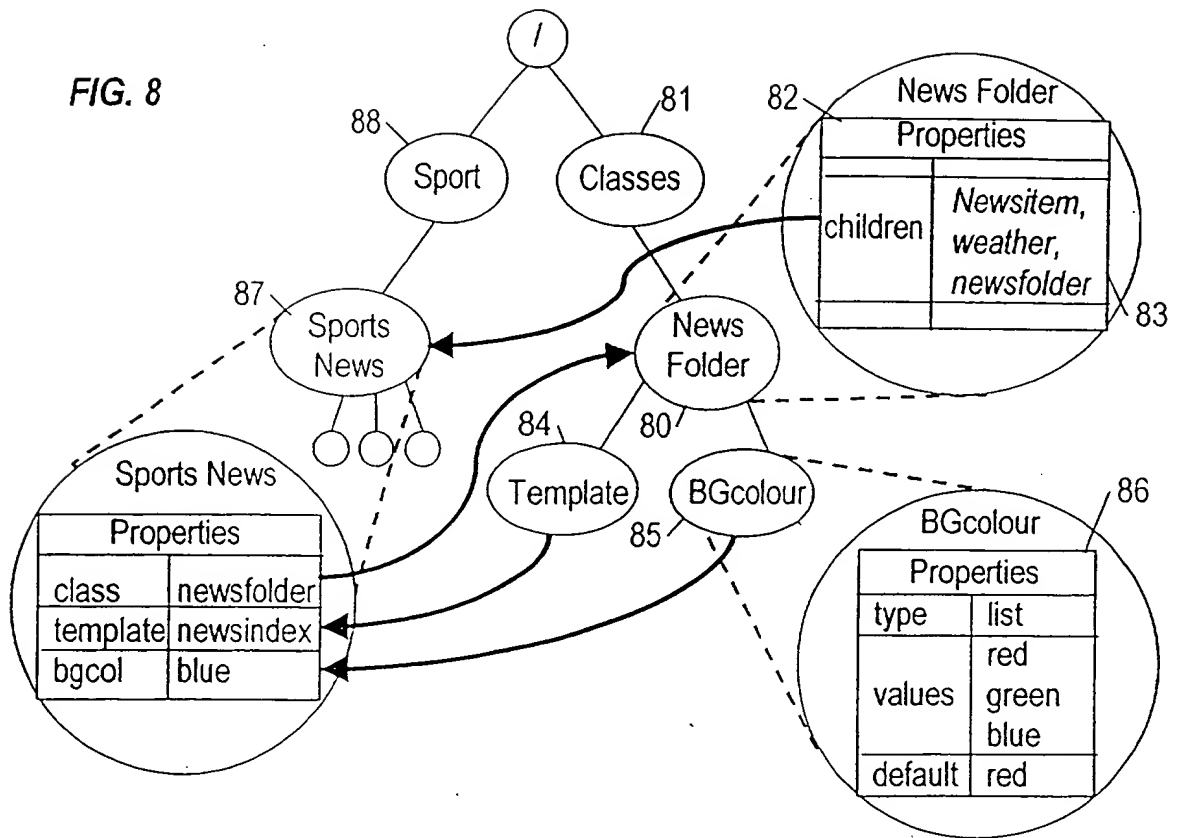 FIG. 8
/
88
Sport
81
Classes
82
News Folder
Properties
children
Newsitem,
weather,
newsfolder
83
87
Sports
News
News
Folder
80
84
Template
BGcolour
85
Sports News
Properties
class newsfolder
template newsindex
bgcol blue
86
BGcolour
Properties
type list
values red
green
blue
default red